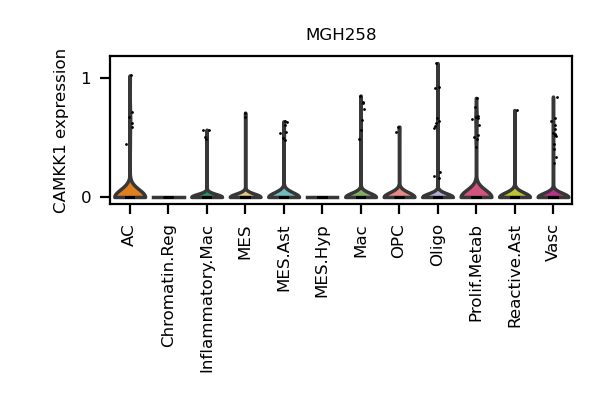 MGH258
CAMKK1 expression
1
0
AC
Chromatin.Reg
Inflammatory.Mac
MES
MES.Ast
MES.Hyp
Mac
OPC
Oligo
Prolif.Metab
Reactive.Ast
Vasc